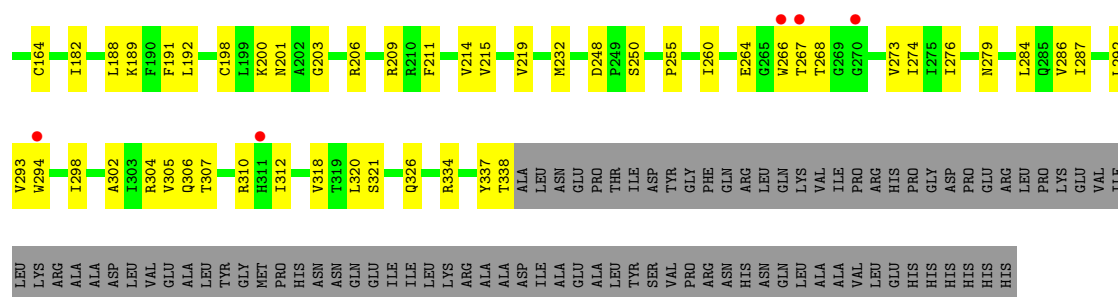 C164 I182 L188 K189 F190 F191 L192 C198 L199 K200 N201 A202 G203 R206 R209 R210 F211 V214 V215 V219 M232 D248 P249 S250 P255 I260 E264 G265 W266 T267 T268 G269 G270 V273 I274 I275 I276 N279 L284 Q285 V286 I287 L292
V293 W294 I298 A302 I303 R304 V305 Q306 T307 R310 H311 I312 V318 T319 L320 S321 Q326 R334 Y337 T338 ALA LEU ASN GLU PRO THR ILE ASP TYR GLY PHE GLN ARG LEU GLN LYS VAL ILE PRO ARG HIS PRO GLY ASP PRO GLU ARG LEU PRO LYS GLU VAL ILE
LEU LYS ARG ALA ALA ASP LEU VAL GLU ALA LEU TYR GLY MET PRO HIS ASN ASN GLN GLU ILE ILE LEU LYS ARG ALA ALA ASP ILE ALA GLU ALA LEU TYR SER VAL PRO ARG ASN HIS ASN GLN LEU ALA ALA VAL LEU GLU HIS HIS HIS HIS HIS HIS